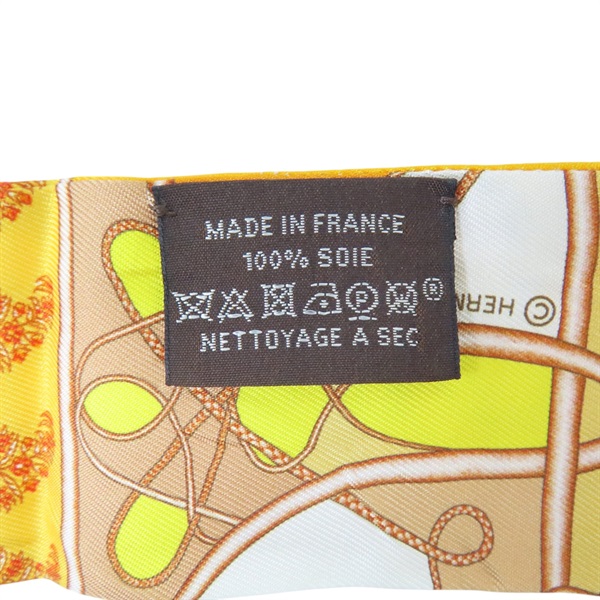 MADE IN FRANCE
100% SOIE
®
NETTOYAGE A SEC
© HERM